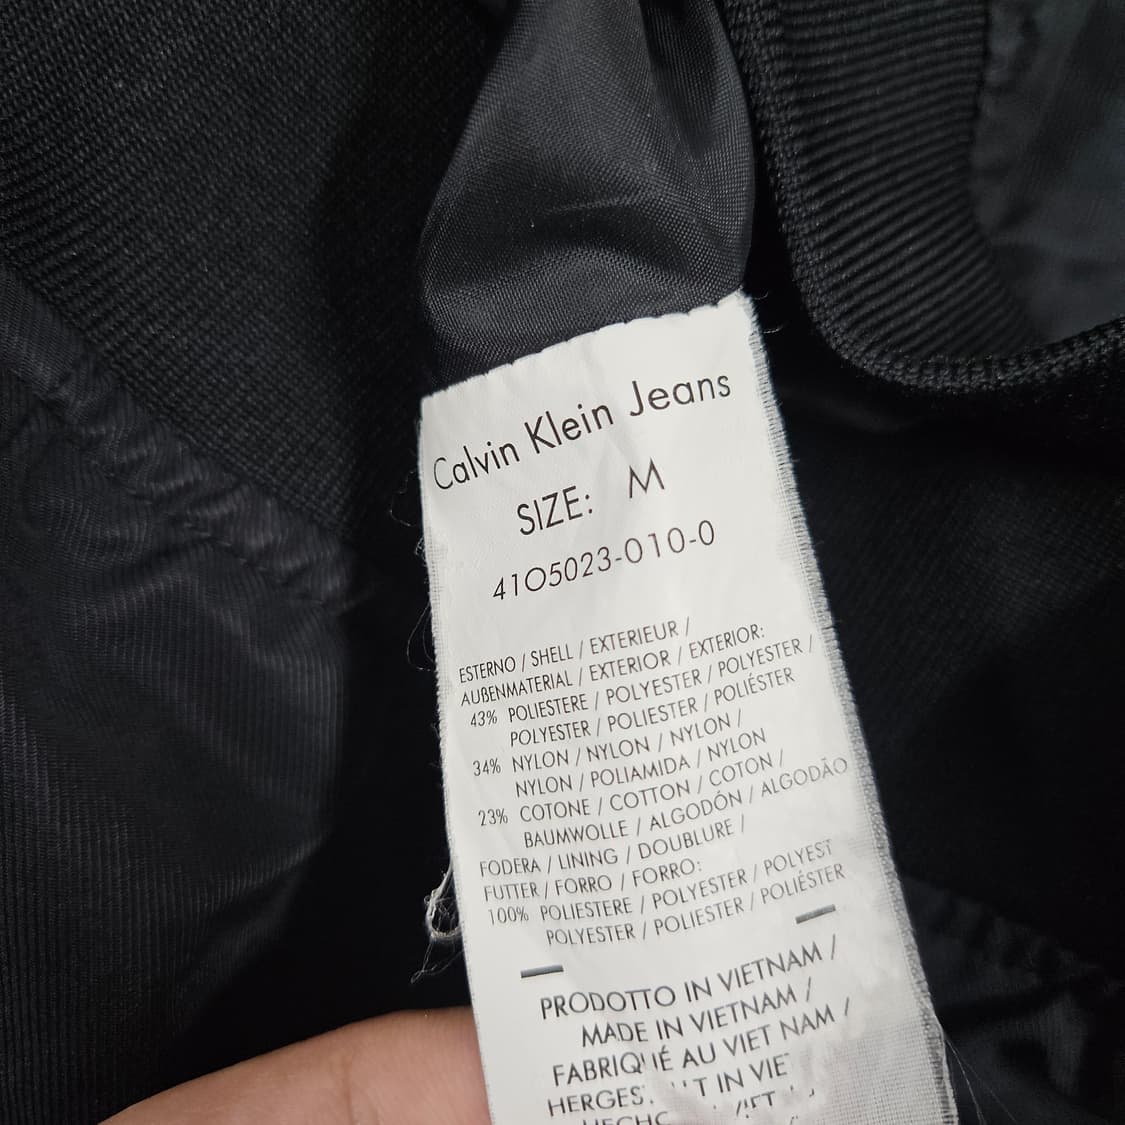 Calvin Klein Jeans
SIZE: M
41O5023-010-0
ESTERNO / SHELL / EXTERIEUR /
AUßENMATERIAL / EXTERIOR / EXTERIOR:
43% POLIESTERE / POLYESTER / POLYESTER /
POLYESTER / POLIESTER / POLIÉSTER
34% NYLON / NYLON / NYLON /
NYLON / POLIAMIDA / NYLON
23% COTONE / COTTON / COTON /
BAUMWOLLE / ALGODÓN / ALGODÃO
FODERA / LINING / DOUBLURE /
FUTTER / FORRO / FORRO:
100% POLIESTERE / POLYESTER / POLYEST
POLYESTER / POLIESTER / POLIÉSTER
PRODOTTO IN VIETNAM /
MADE IN VIETNAM /
FABRIQUÉ AU VIET NAM /
IN